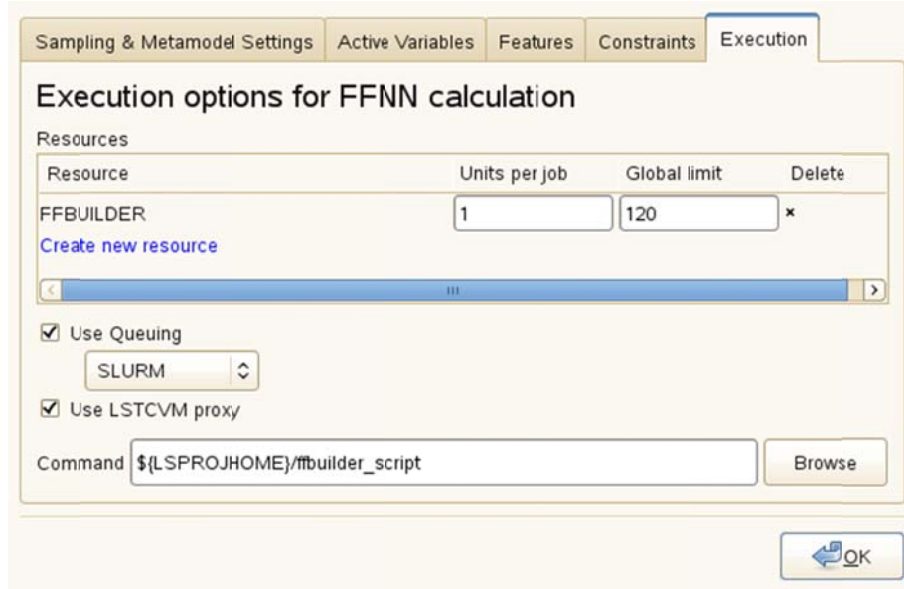 Sampling & Metamodel Settings Active Variables Features Constraints Execution
Execution options for FFNN calculation
Resources
Resource Units per job Global limit Delete
FFBUILDER 1 120 ×
Create new resource
Use Queuing
SLURM
Use LSTCVM proxy
Command ${LSPROJHOME}/ffbuilder_script Browse
OK